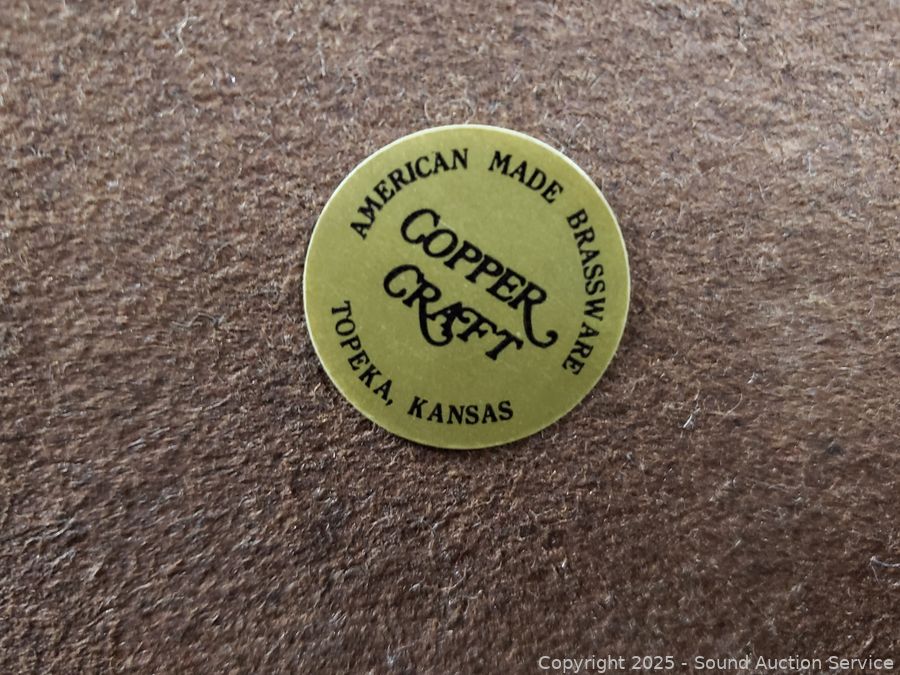 AMERICAN MADE BRASSWARE
COPPER
CRAFT
TOPEKA, KANSAS
Copyright 2025 - Sound Auction Service